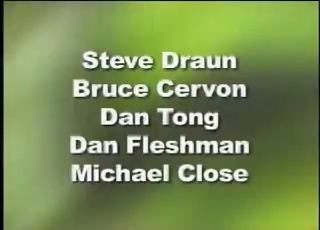 Steve Draun
Bruce Cervon
Dan Tong
Dan Fleshman
Michael Close